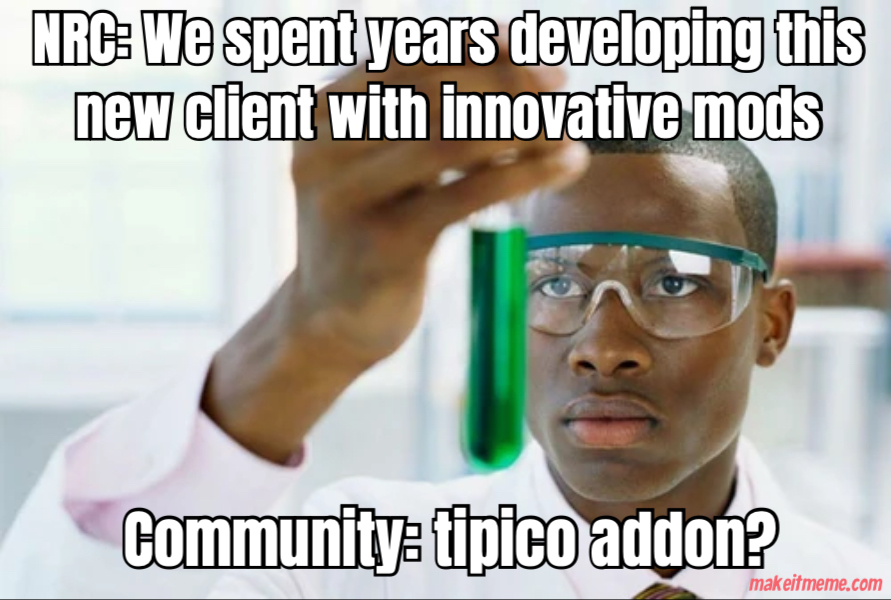 NRC: We spent years developing this
new client with innovative mods
Community: tipico addon?
makeitmeme.com